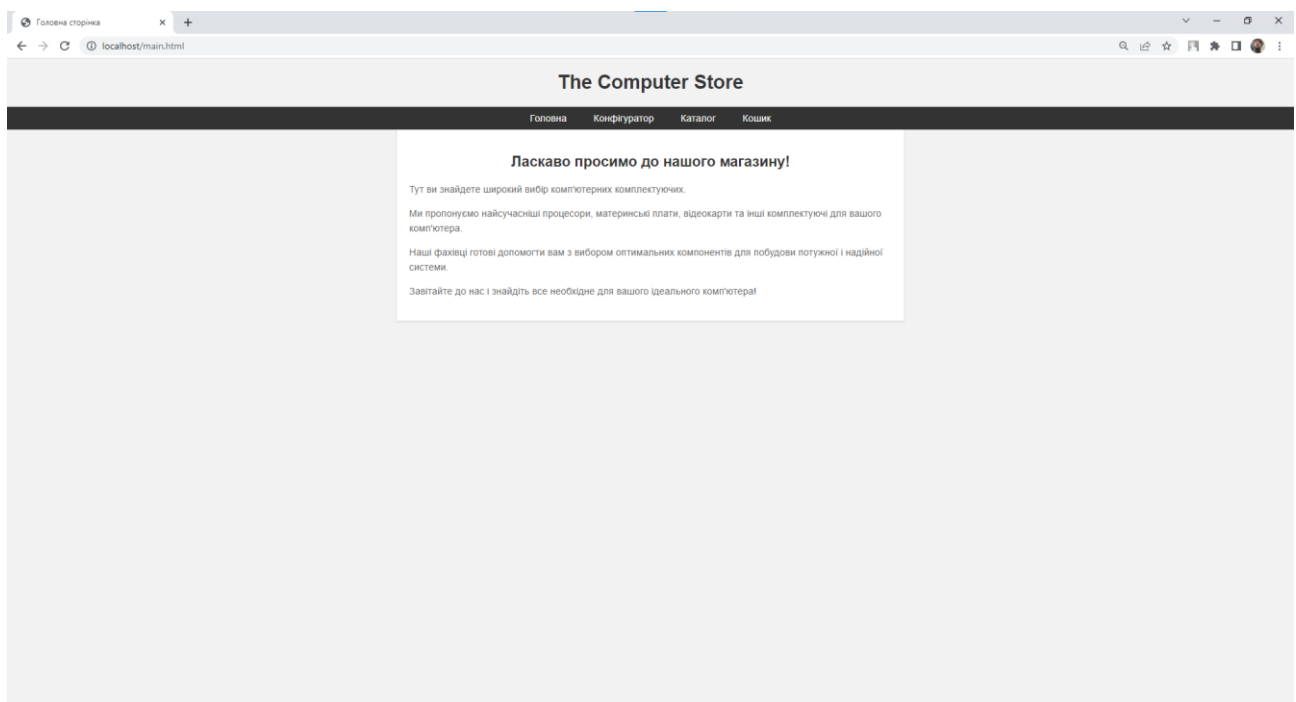 Головна сторінка
localhost/main.html
The Computer Store
Головна Конфігуратор Каталог Кошик
Ласкаво просимо до нашого магазину!
Тут ви знайдете широкий вибір комп'ютерних комплектуючих.
Ми пропонуємо найсучасніші процесори, материнські плати, відеокарти та інші комплектуючі для вашого
комп'ютера.
Наші фахівці готові допомогти вам з вибором оптимальних компонентів для побудови потужної і надійної
системи.
Завітайте до нас і знайдіть все необхідне для вашого ідеального комп'ютера!